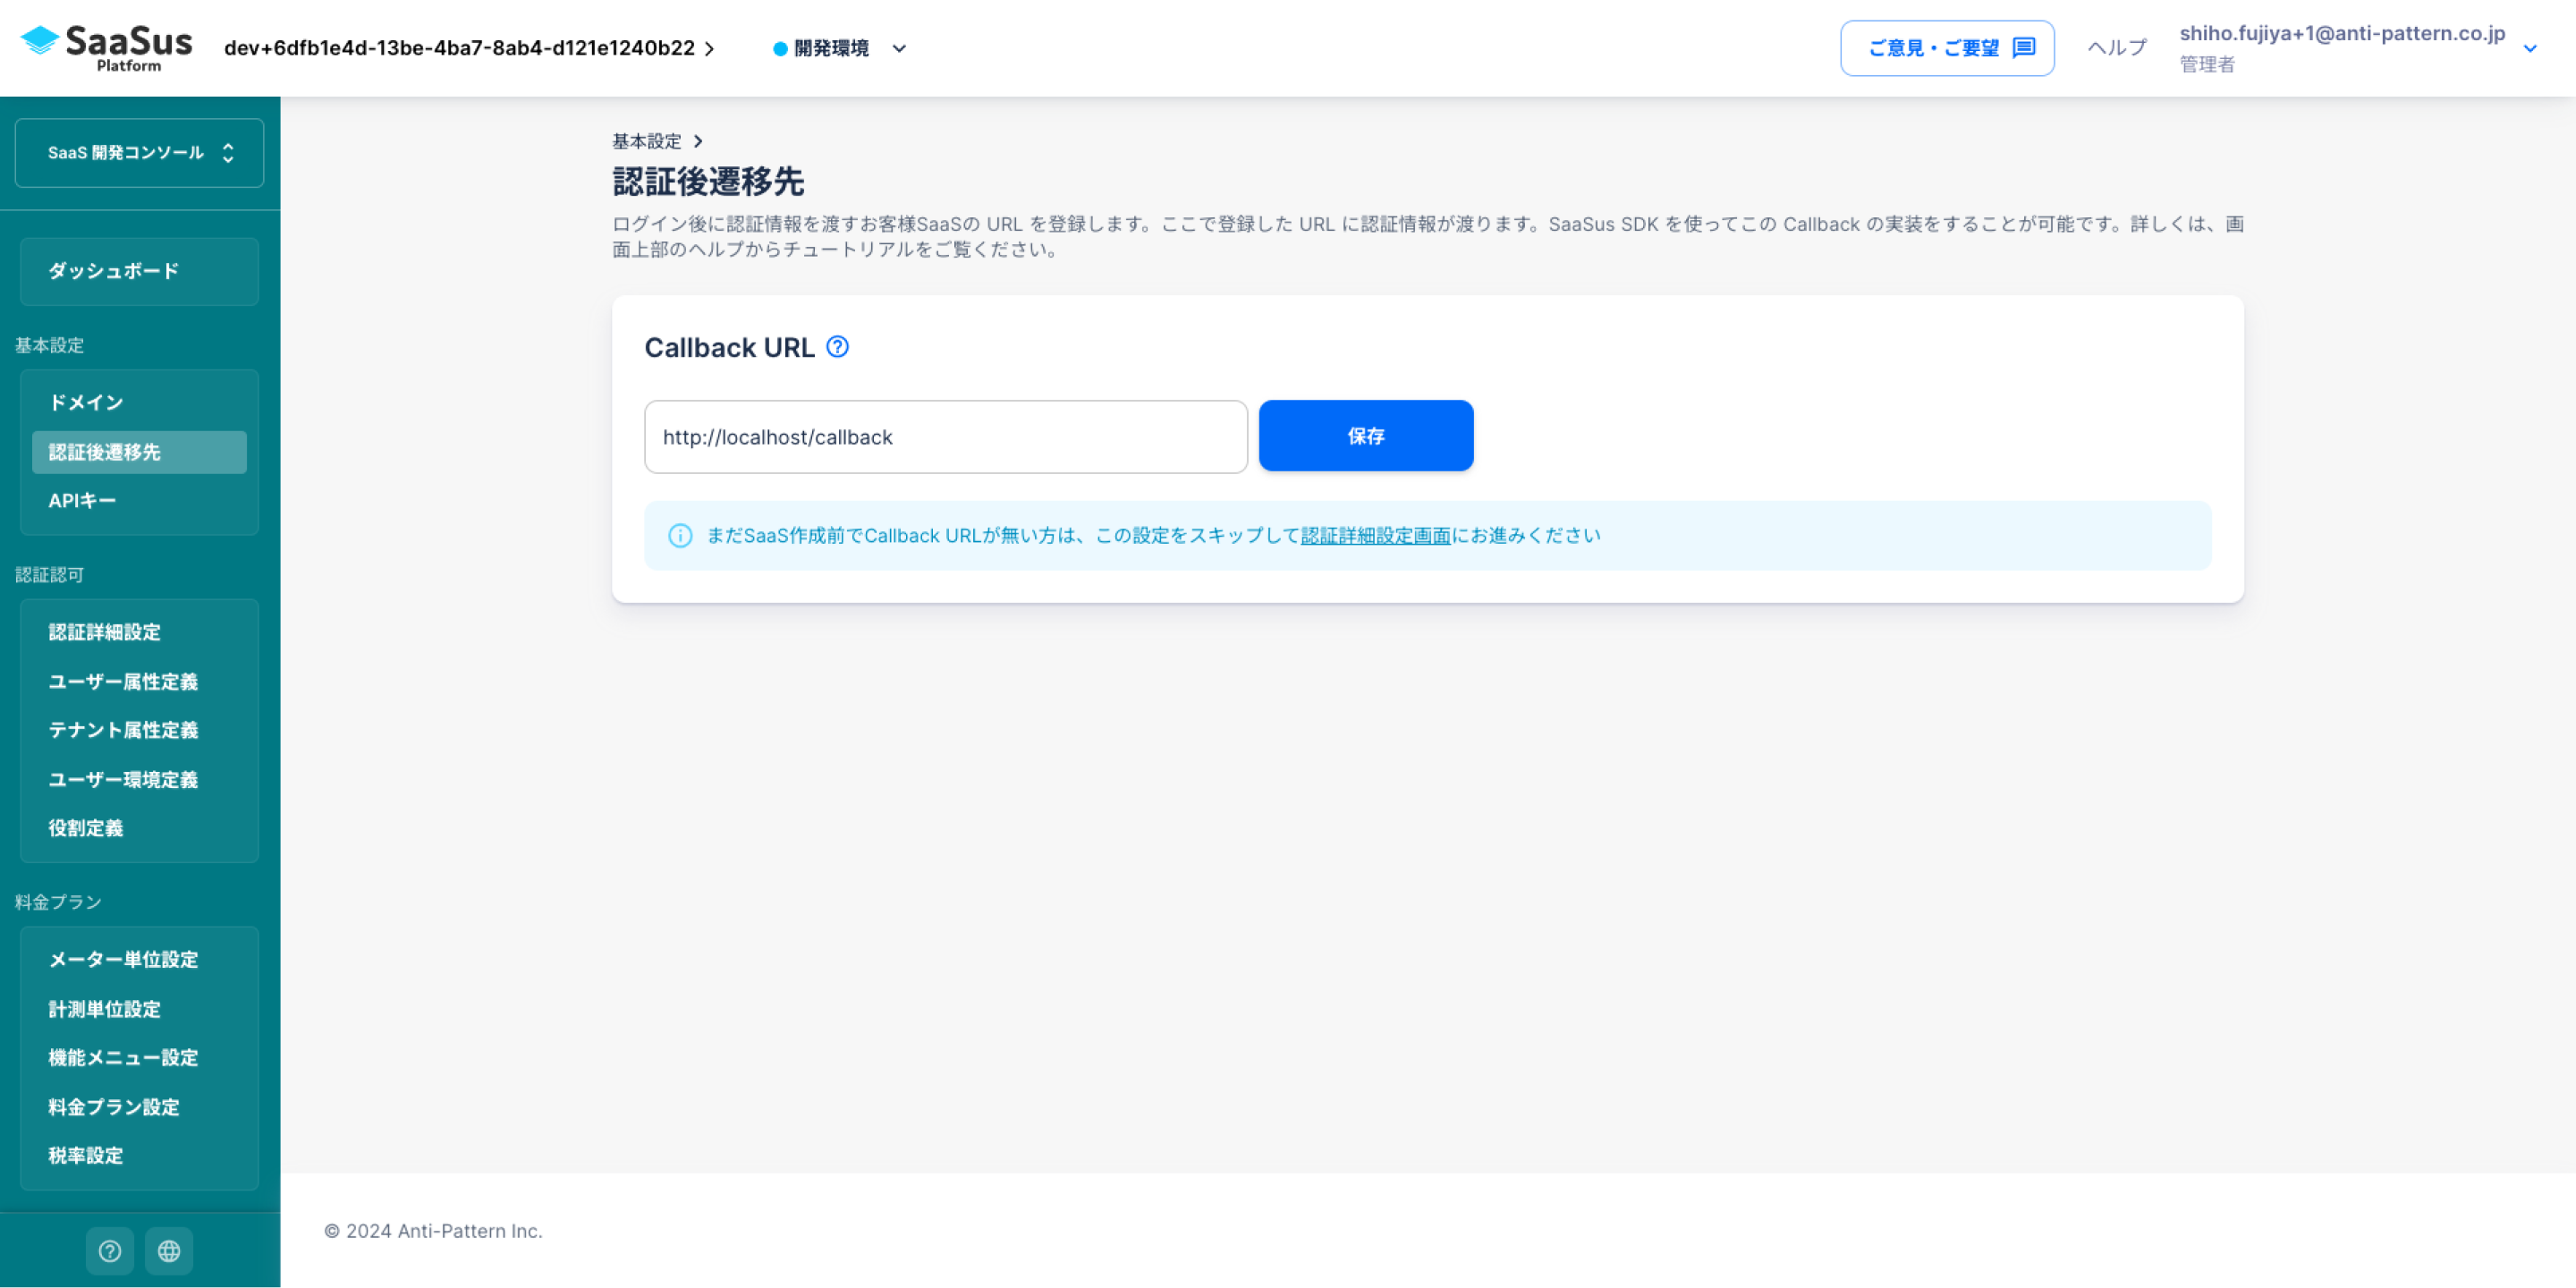 SaaSus
Platform
dev+6dfb1e4d-13be-4ba7-8ab4-d121e1240b22
開発環境
ご意見・ご要望
ヘルプ
shiho.fujiya+1@anti-pattern.co.jp
管理者
SaaS 開発コンソール
ダッシュボード
基本設定
ドメイン
認証後遷移先
APIキー
認証認可
認証詳細設定
ユーザー属性定義
テナント属性定義
ユーザー環境定義
役割定義
料金プラン
メーター単位設定
計測単位設定
機能メニュー設定
料金プラン設定
税率設定
基本設定
認証後遷移先
ログイン後に認証情報を渡すお客様SaaSの URL を登録します。ここで登録した URL に認証情報が渡ります。SaaSus SDK を使ってこの Callback の実装をすることが可能です。詳しくは、画
面上部のヘルプからチュートリアルをご覧ください。
Callback URL
http://localhost/callback
保存
まだSaaS作成前でCallback URLが無い方は、この設定をスキップして認証詳細設定画面にお進みください
© 2024 Anti-Pattern Inc.